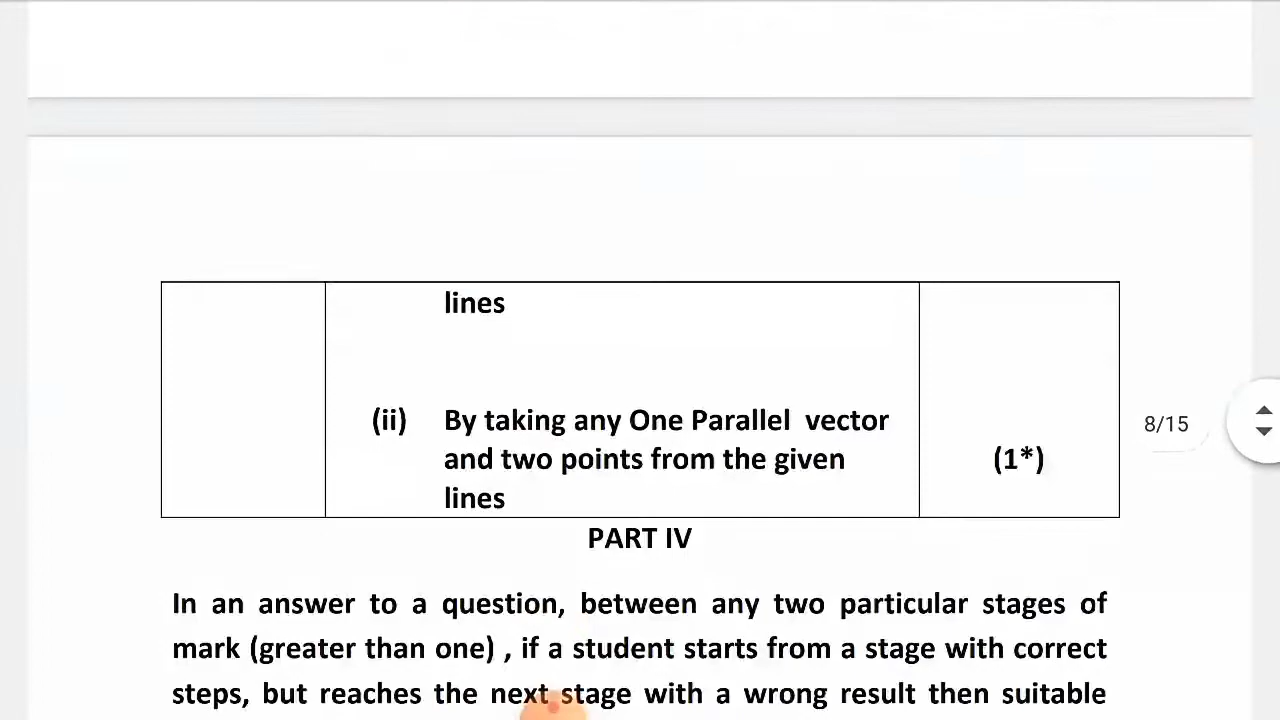 lines
(ii) By taking any One Parallel vector
and two points from the given
lines
(1*)
8/15
PART IV
In an answer to a question, between any two particular stages of
mark (greater than one) , if a student starts from a stage with correct
steps, but reaches the next stage with a wrong result then suitable